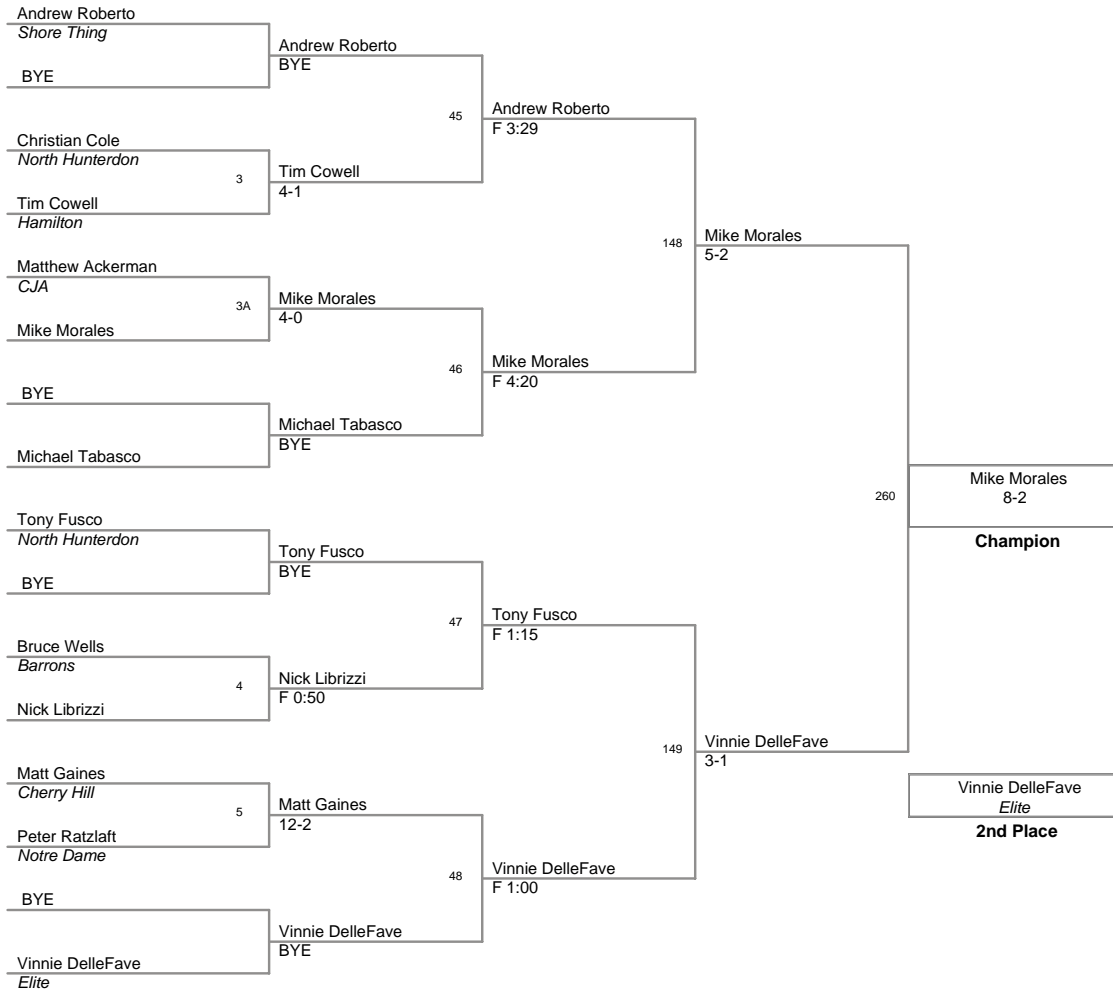 Andrew Roberto
Shore Thing
BYE
Christian Cole
North Hunterdon
3
Tim Cowell
Hamilton
Matthew Ackerman
CJA
3A
Mike Morales
BYE
Michael Tabasco
Tony Fusco
North Hunterdon
BYE
Bruce Wells
Barrons
4
Nick Librizzi
Matt Gaines
Cherry Hill
5
Peter Ratzlaft
Notre Dame
BYE
Vinnie DelleFave
Elite
Andrew Roberto
BYE
45
Tim Cowell
4-1
Mike Morales
4-0
46
Michael Tabasco
BYE
Tony Fusco
BYE
47
Nick Librizzi
F 0:50
Matt Gaines
12-2
48
Vinnie DelleFave
BYE
Andrew Roberto
F 3:29
148
Mike Morales
F 4:20
Tony Fusco
F 1:15
149
Vinnie DelleFave
F 1:00
Mike Morales
5-2
260
Vinnie DelleFave
3-1
Mike Morales
8-2
Champion
Vinnie DelleFave
Elite
2nd Place